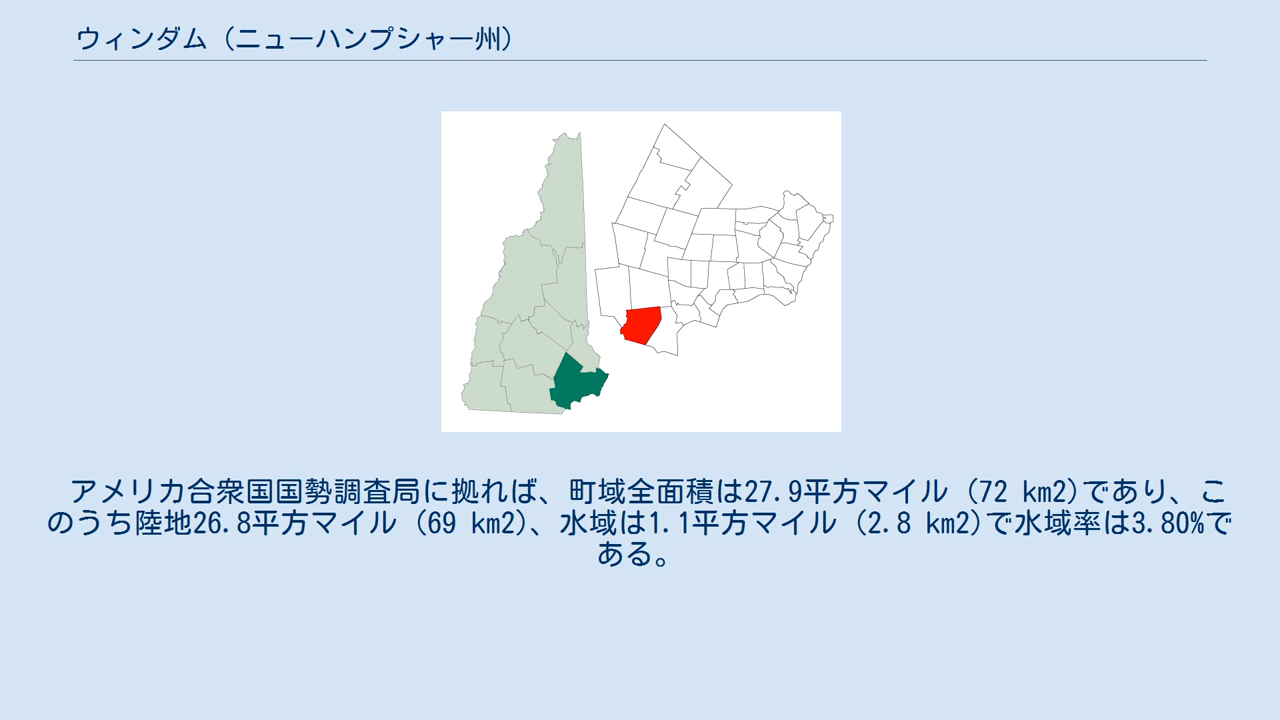 ウィンダム (ニューハンプシャー州)
アメリカ合衆国国勢調査局に拠れば、町域全面積は27.9平方マイル (72 km2)であり、こ
のうち陸地26.8平方マイル (69 km2)、水域は1.1平方マイル (2.8 km2)で水域率は3.80%で
ある。